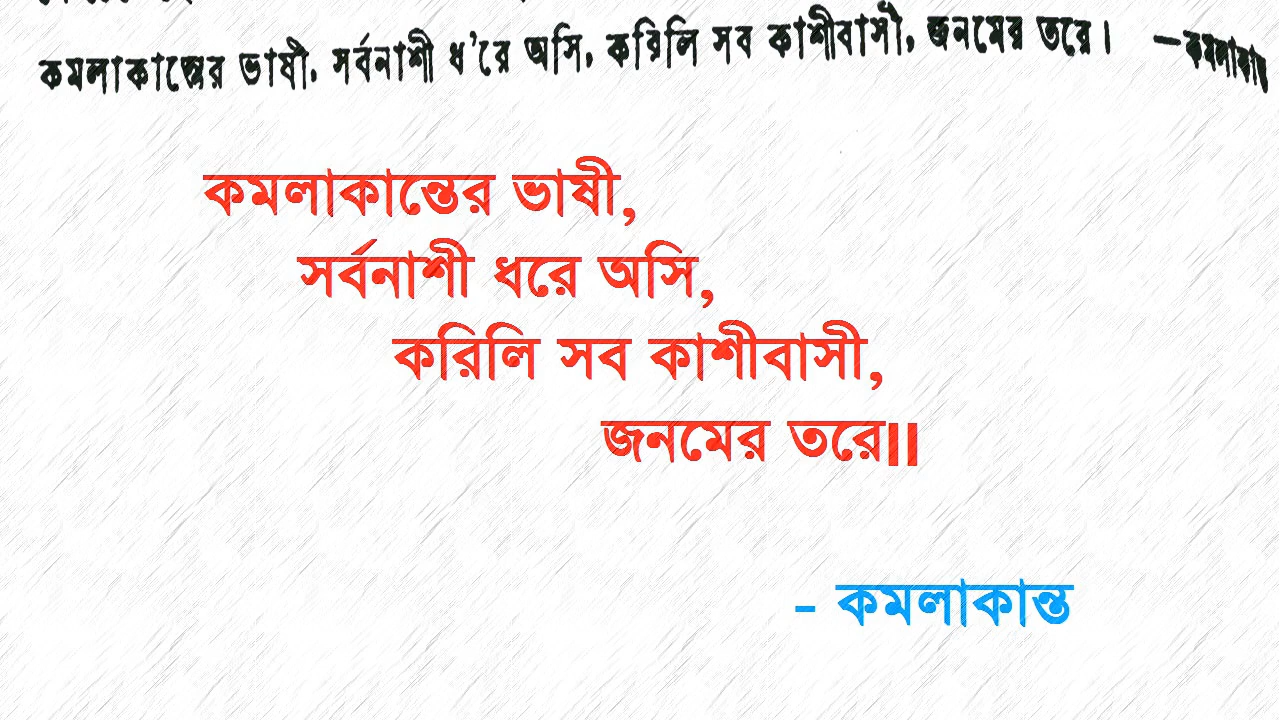 কমলাকান্তের ভাষী, সর্বনাশী ধ'রে অসি, করিলি সব কাশীবাসী, জনমের তরে। —কমলাকান্ত
কমলাকান্তের ভাষী,
সর্বনাশী ধরে অসি,
করিলি সব কাশীবাসী,
জনমের তরে॥
- কমলাকান্ত